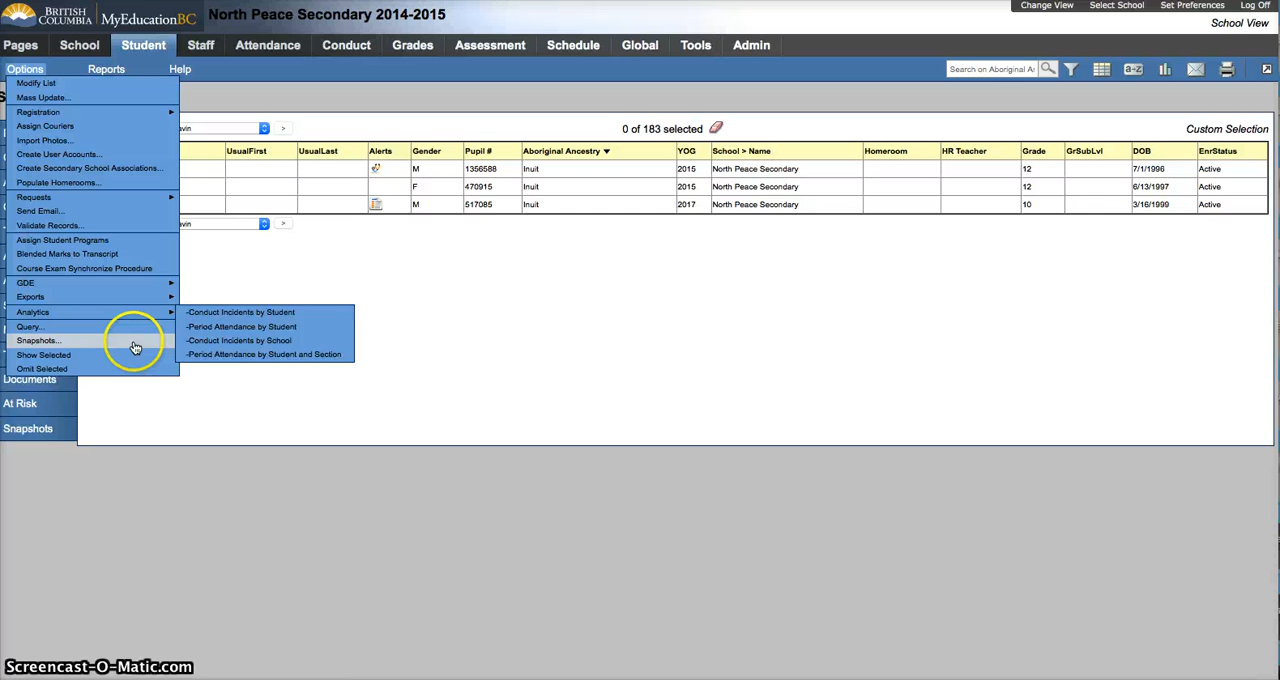 BRITISH COLUMBIA MyEducationBC North Peace Secondary 2014-2015 Change View Select School Set Preferences Log Off
School View
Pages School Student Staff Attendance Conduct Grades Assessment Schedule Global Tools Admin
Options Reports Help Search on Aboriginal
Modify List
Mass Update...
Registration
Assign Couriers
Import Photos...
Create User Accounts...
Create Secondary School Associations...
Populate Homerooms...
Requests
Send Email...
Validate Records...
Assign Student Programs
Blended Marks to Transcript
Course Exam Synchronize Procedure
GDE
Exports
Analytics
Query...
Snapshots...
Show Selected
Omit Selected
-Conduct Incidents by Student
-Period Attendance by Student
-Conduct Incidents by School
-Period Attendance by Student and Section
avin > 0 of 183 selected Custom Selection
UsualFirst UsualLast Alerts Gender Pupil # Aboriginal Ancestry YOG School > Name Homeroom HR Teacher Grade GrSubLvl DOB EnrStatus
M 1356588 Inuit 2015 North Peace Secondary 12 7/1/1996 Active
F 470915 Inuit 2015 North Peace Secondary 12 6/13/1997 Active
M 517085 Inuit 2017 North Peace Secondary 10 3/16/1999 Active
avin >
Documents
At Risk
Snapshots
Screencast-O-Matic.com